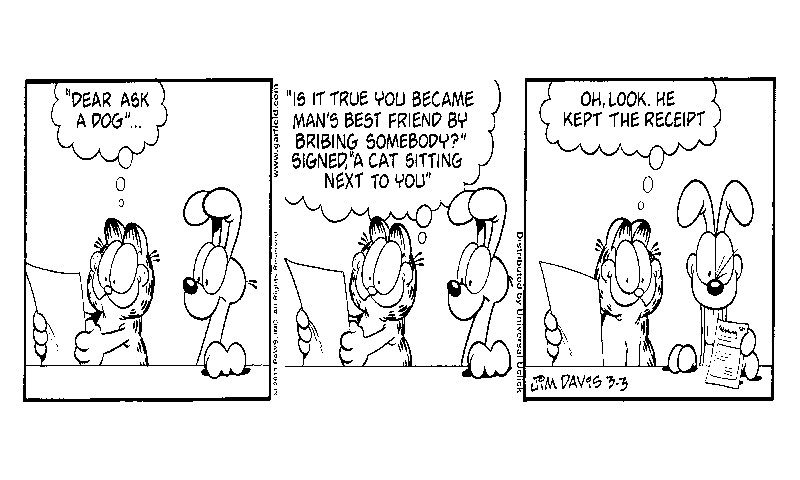 "DEAR ASK
A DOG"...
www.garfield.com
"IS IT TRUE YOU BECAME
MAN'S BEST FRIEND BY
BRIBING SOMEBODY?"
SIGNED, "A CAT SITTING
NEXT TO YOU"
Distributed by Universal Uclick
OH, LOOK. HE
KEPT THE RECEIPT
JIM DAVIS 3-3